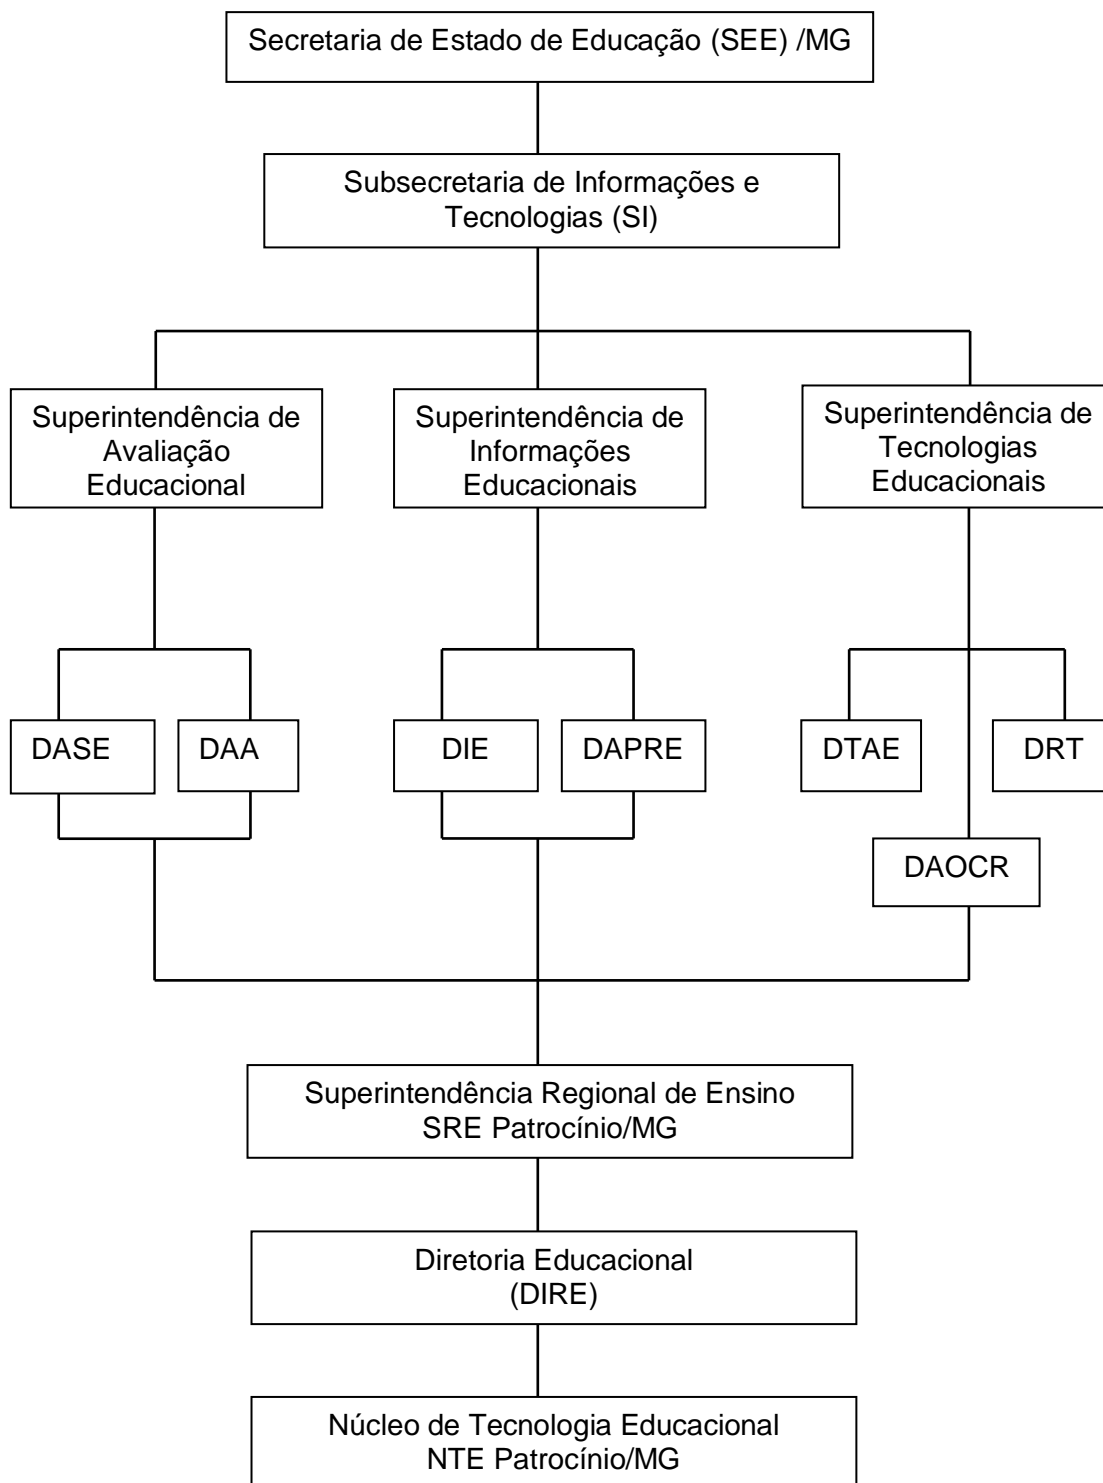 Secretaria de Estado de Educação (SEE) /MG
Subsecretaria de Informações e
Tecnologias (SI)
Superintendência de
Avaliação
Educacional
Superintendência de
Informações
Educacionais
Superintendência de
Tecnologias
Educacionais
DASE
DAA
DIE
DAPRE
DTAE
DRT
DAOCR
Superintendência Regional de Ensino
SRE Patrocínio/MG
Diretoria Educacional
(DIRE)
Núcleo de Tecnologia Educacional
NTE Patrocínio/MG